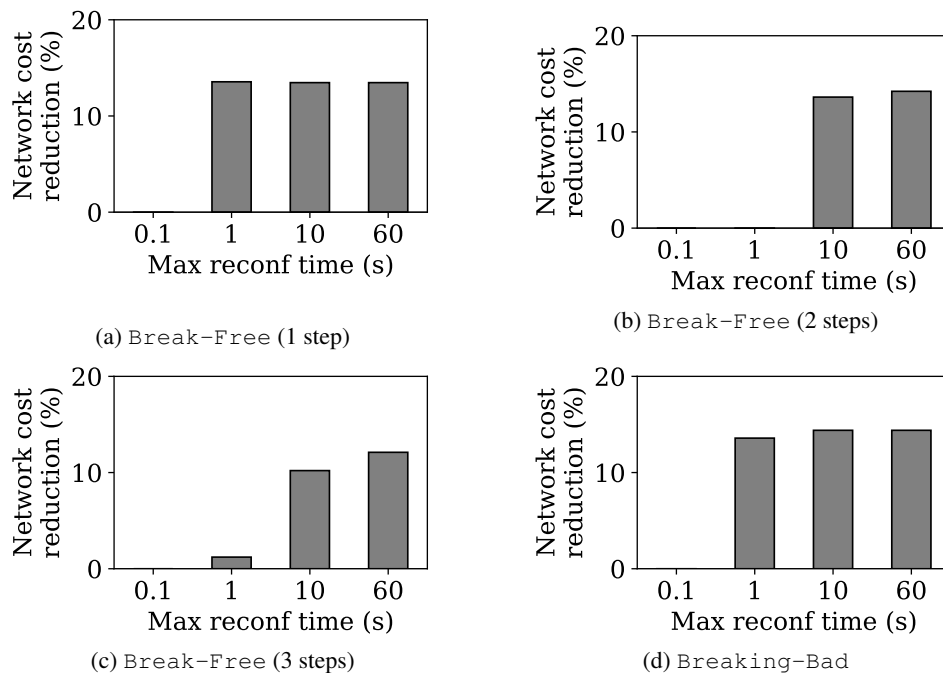 Network cost
reduction (%)
20
10
0
0.1 1 10 60
Max reconf time (s)
(a) Break-Free (1 step)
Network cost
reduction (%)
20
10
0
0.1 1 10 60
Max reconf time (s)
(b) Break-Free (2 steps)
Network cost
reduction (%)
20
10
0
0.1 1 10 60
Max reconf time (s)
(c) Break-Free (3 steps)
Network cost
reduction (%)
20
10
0
0.1 1 10 60
Max reconf time (s)
(d) Breaking-Bad